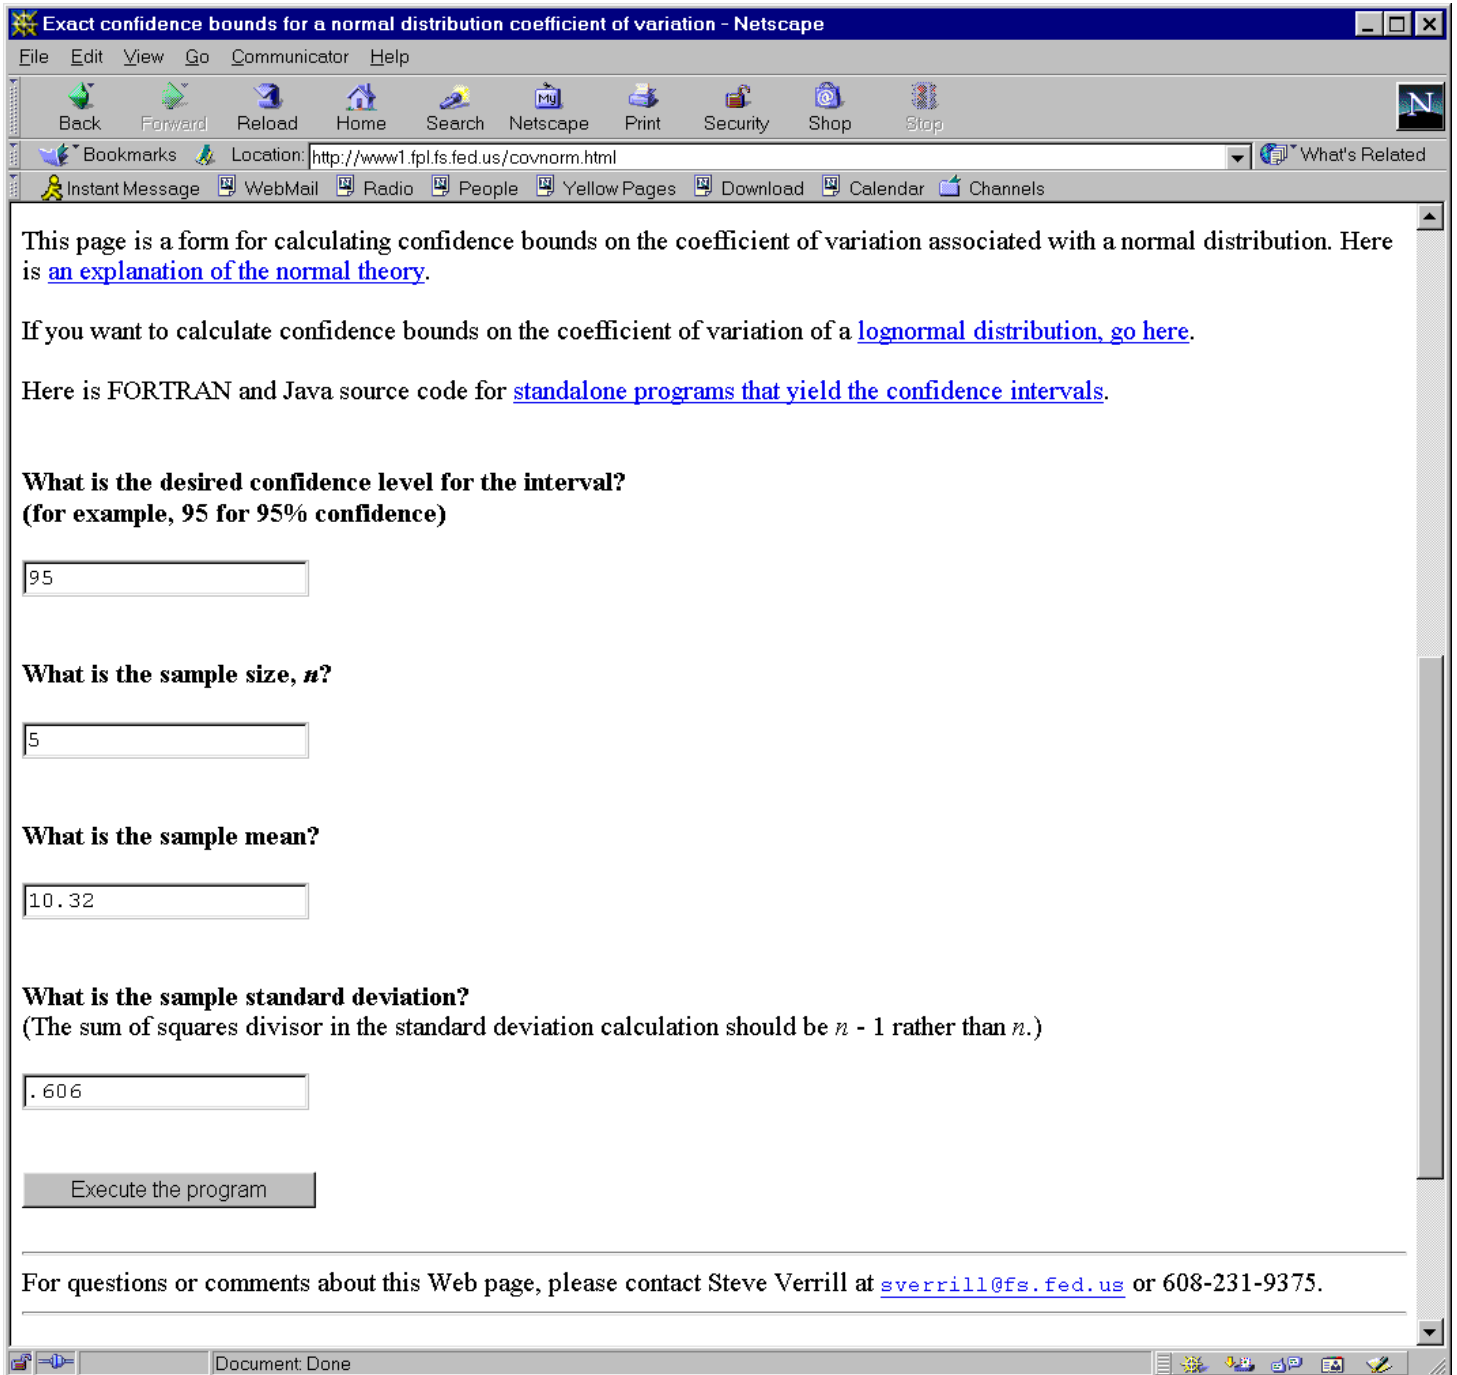 Exact confidence bounds for a normal distribution coefficient of variation - Netscape
File Edit View Go Communicator Help
Back Forward Reload Home Search Netscape Print Security Shop Stop
My
N
Bookmarks Location: http://www1.fpl.fs.fed.us/covnorm.html What's Related
Instant Message WebMail Radio People Yellow Pages Download Calendar Channels
This page is a form for calculating confidence bounds on the coefficient of variation associated with a normal distribution. Here
is an explanation of the normal theory.
If you want to calculate confidence bounds on the coefficient of variation of a lognormal distribution, go here.
Here is FORTRAN and Java source code for standalone programs that yield the confidence intervals.
What is the desired confidence level for the interval?
(for example, 95 for 95% confidence)
95
What is the sample size, n?
5
What is the sample mean?
10.32
What is the sample standard deviation?
(The sum of squares divisor in the standard deviation calculation should be n - 1 rather than n.)
.606
Execute the program
For questions or comments about this Web page, please contact Steve Verrill at sverrill@fs.fed.us or 608-231-9375.
Document: Done